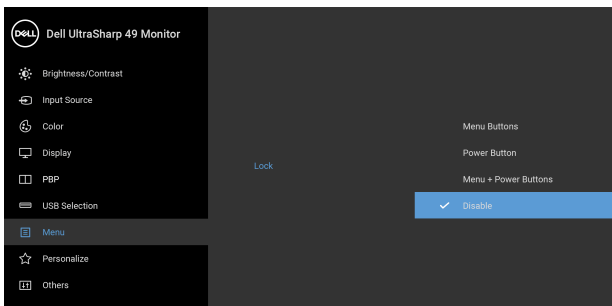 DELL Dell UltraSharp 49 Monitor
Brightness/Contrast
Input Source
Color
Display
PBP
USB Selection
Menu
Personalize
Others
Lock
Menu Buttons
Power Button
Menu + Power Buttons
Disable